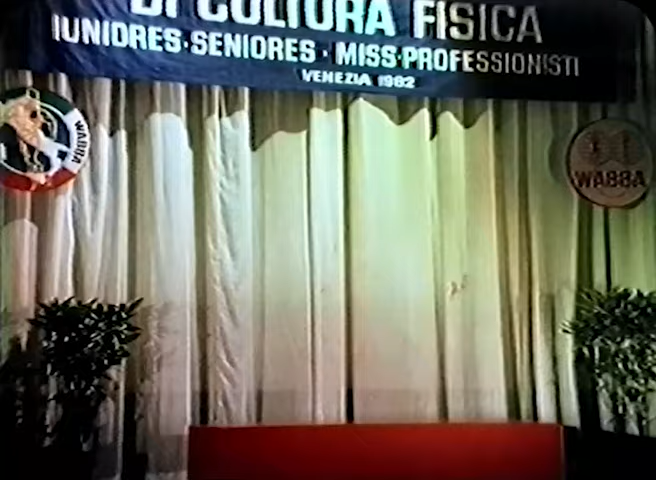 DI CULTURA FISICA
IUNIORES·SENIORES · MISS·PROFESSIONISTI
VENEZIA 1982
WABBA
WABBA